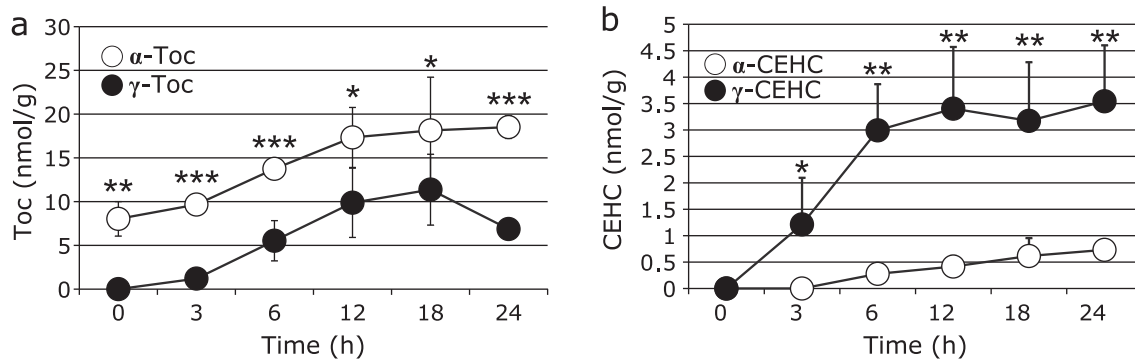 a
Toc (nmol/g)
30
25
20
15
10
5
0
α-Toc
γ-Toc
**
***
***
*
*
***
0 3 6 12 18 24
Time (h)
b
CEHC (nmol/g)
5
4.5
4
3.5
3
2.5
2
1.5
1
0.5
0
α-CEHC
γ-CEHC
*
**
**
**
**
0 3 6 12 18 24
Time (h)